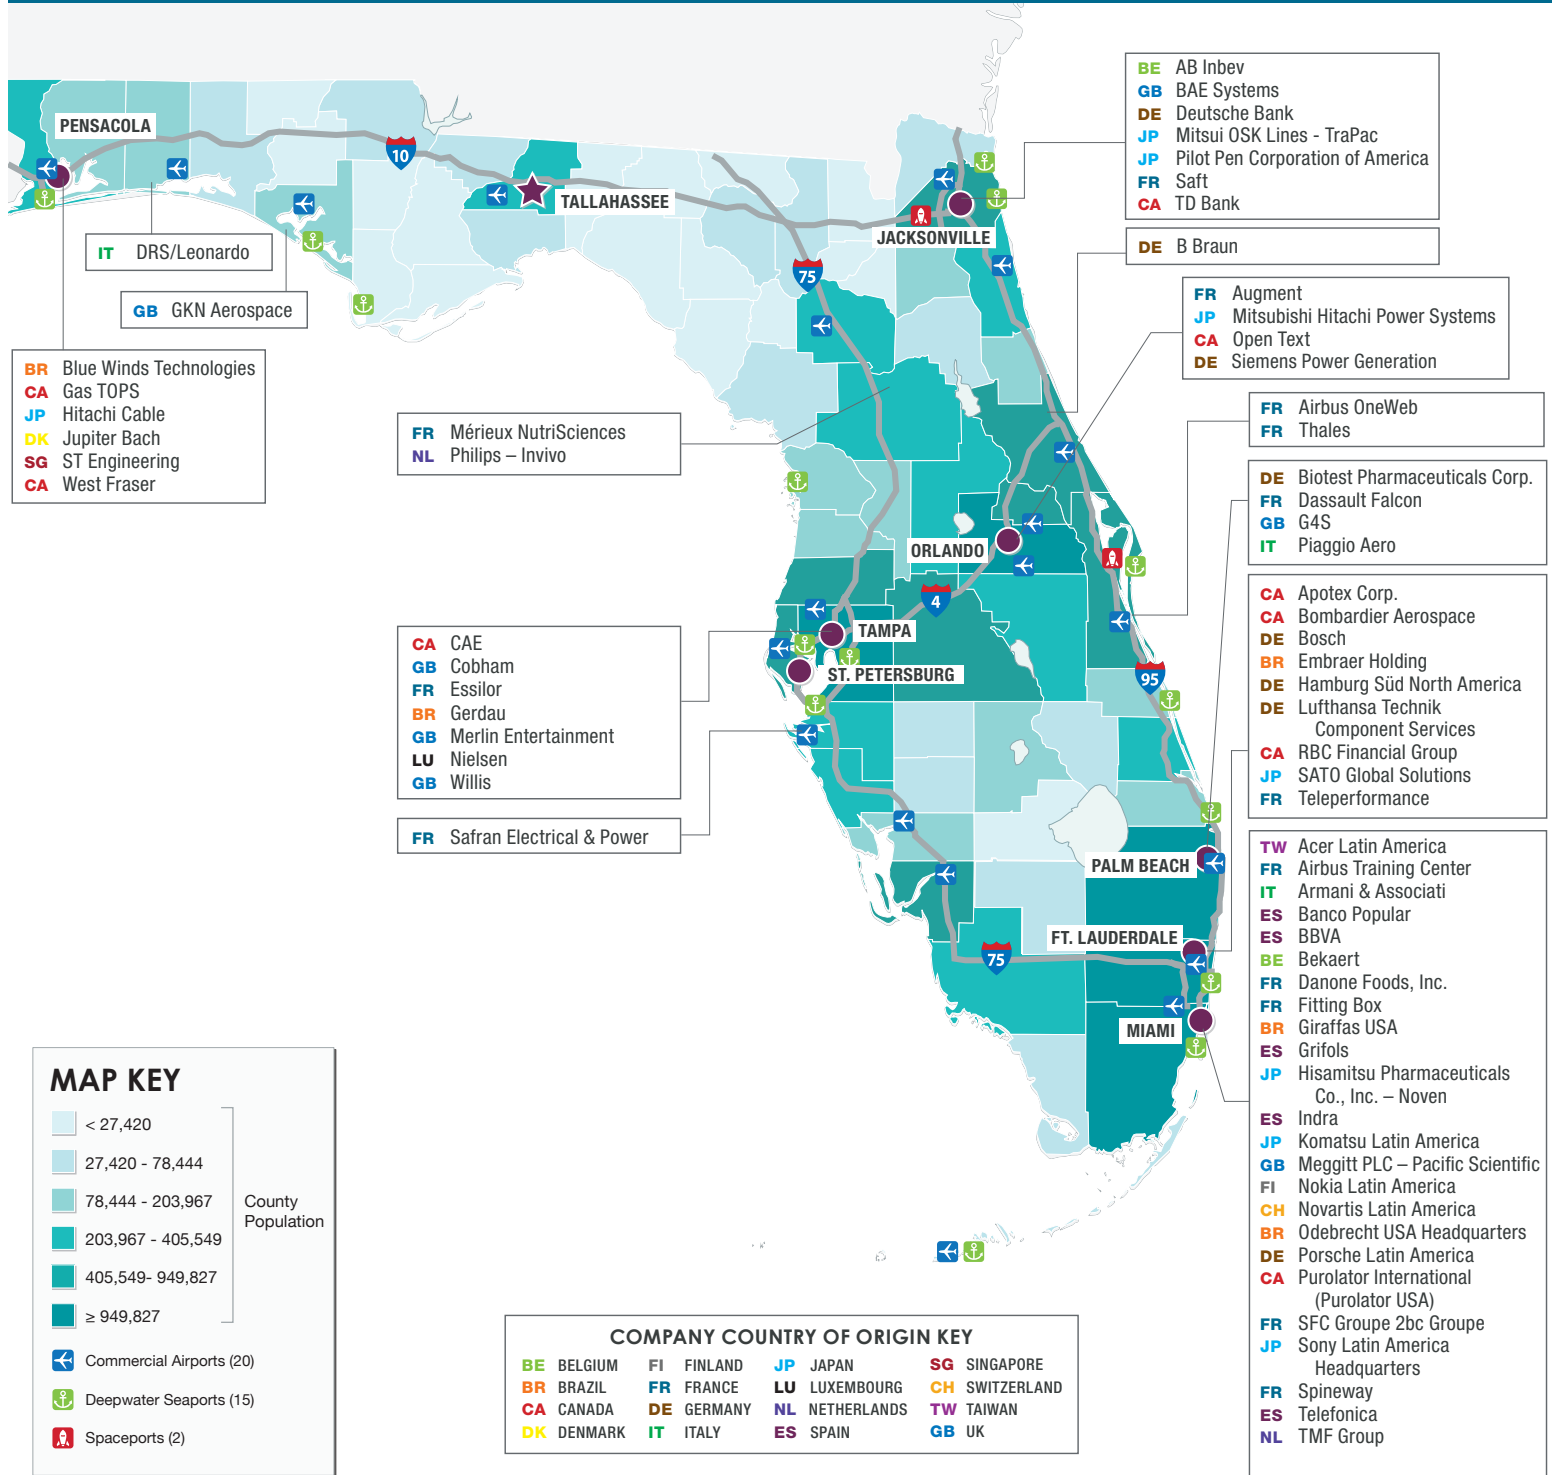 PENSACOLA
10
TALLAHASSEE
JACKSONVILLE
75
IT DRS/Leonardo
GB GKN Aerospace
BR Blue Winds Technologies
CA Gas TOPS
JP Hitachi Cable
DK Jupiter Bach
SG ST Engineering
CA West Fraser
FR Mérieux NutriSciences
NL Philips – Invivo
BE AB Inbev
GB BAE Systems
DE Deutsche Bank
JP Mitsui OSK Lines - TraPac
JP Pilot Pen Corporation of America
FR Saft
CA TD Bank
DE B Braun
FR Augment
JP Mitsubishi Hitachi Power Systems
CA Open Text
DE Siemens Power Generation
FR Airbus OneWeb
FR Thales
DE Biotest Pharmaceuticals Corp.
FR Dassault Falcon
GB G4S
IT Piaggio Aero
ORLANDO
4
TAMPA
ST. PETERSBURG
95
CA CAE
GB Cobham
FR Essilor
BR Gerdau
GB Merlin Entertainment
LU Nielsen
GB Willis
FR Safran Electrical & Power
CA Apotex Corp.
CA Bombardier Aerospace
DE Bosch
BR Embraer Holding
DE Hamburg Süd North America
DE Lufthansa Technik
Component Services
CA RBC Financial Group
JP SATO Global Solutions
FR Teleperformance
PALM BEACH
FT. LAUDERDALE
75
MIAMI
TW Acer Latin America
FR Airbus Training Center
IT Armani & Associati
ES Banco Popular
ES BBVA
BE Bekaert
FR Danone Foods, Inc.
FR Fitting Box
BR Giraffas USA
ES Grifols
JP Hisamitsu Pharmaceuticals
Co., Inc. – Noven
ES Indra
JP Komatsu Latin America
GB Meggitt PLC – Pacific Scientific
FI Nokia Latin America
CH Novartis Latin America
BR Odebrecht USA Headquarters
DE Porsche Latin America
CA Purolator International
(Purolator USA)
FR SFC Groupe 2bc Groupe
JP Sony Latin America
Headquarters
FR Spineway
ES Telefonica
NL TMF Group
MAP KEY
< 27,420
27,420 - 78,444
78,444 - 203,967
203,967 - 405,549
405,549- 949,827
≥ 949,827
County
Population
Commercial Airports (20)
Deepwater Seaports (15)
Spaceports (2)
COMPANY COUNTRY OF ORIGIN KEY
BE BELGIUM FI FINLAND JP JAPAN SG SINGAPORE
BR BRAZIL FR FRANCE LU LUXEMBOURG CH SWITZERLAND
CA CANADA DE GERMANY NL NETHERLANDS TW TAIWAN
DK DENMARK IT ITALY ES SPAIN GB UK